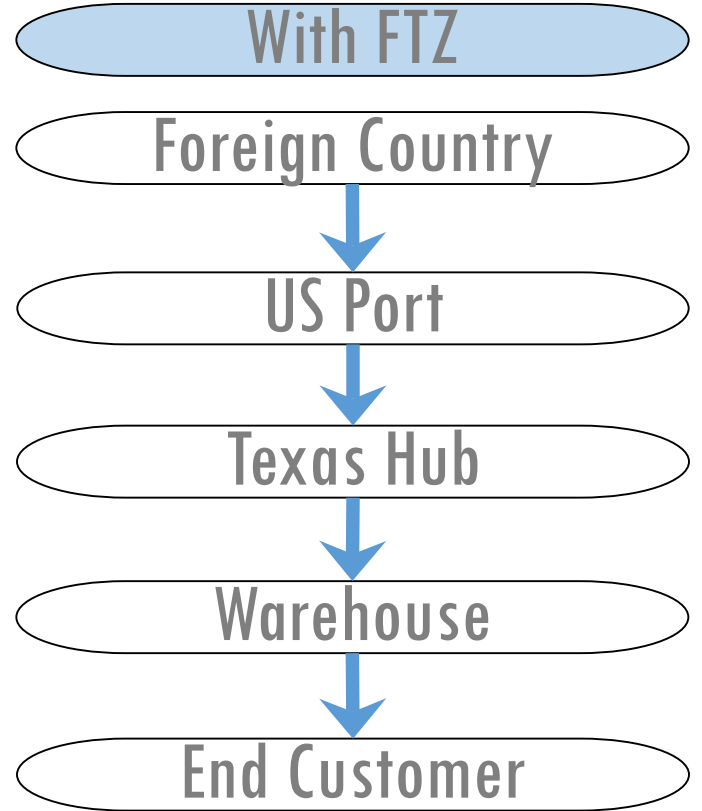 With FTZ
Foreign Country
US Port
Texas Hub
Warehouse
End Customer